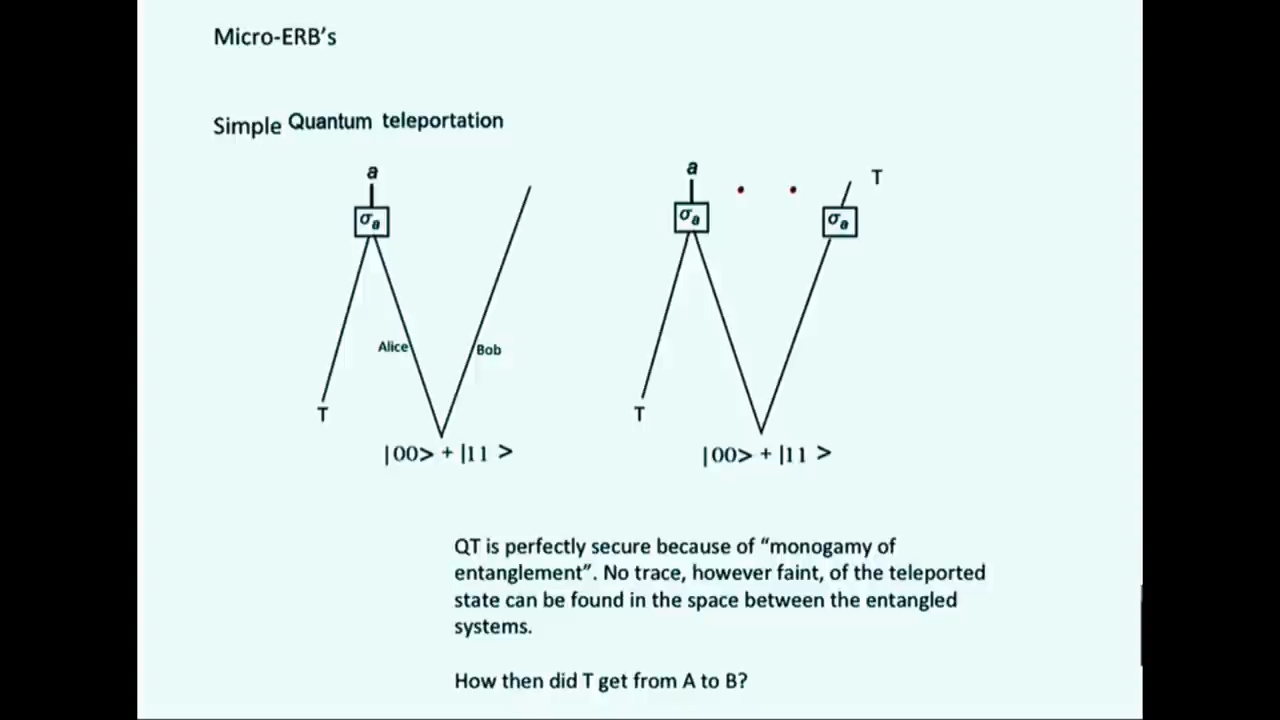 Micro-ERB’s
Simple Quantum teleportation
a
a
T
σa
σa
σa
Alice
Bob
T
T
|00> + |11 >
|00> + |11 >
QT is perfectly secure because of “monogamy of
entanglement”. No trace, however faint, of the teleported
state can be found in the space between the entangled
systems.
How then did T get from A to B?